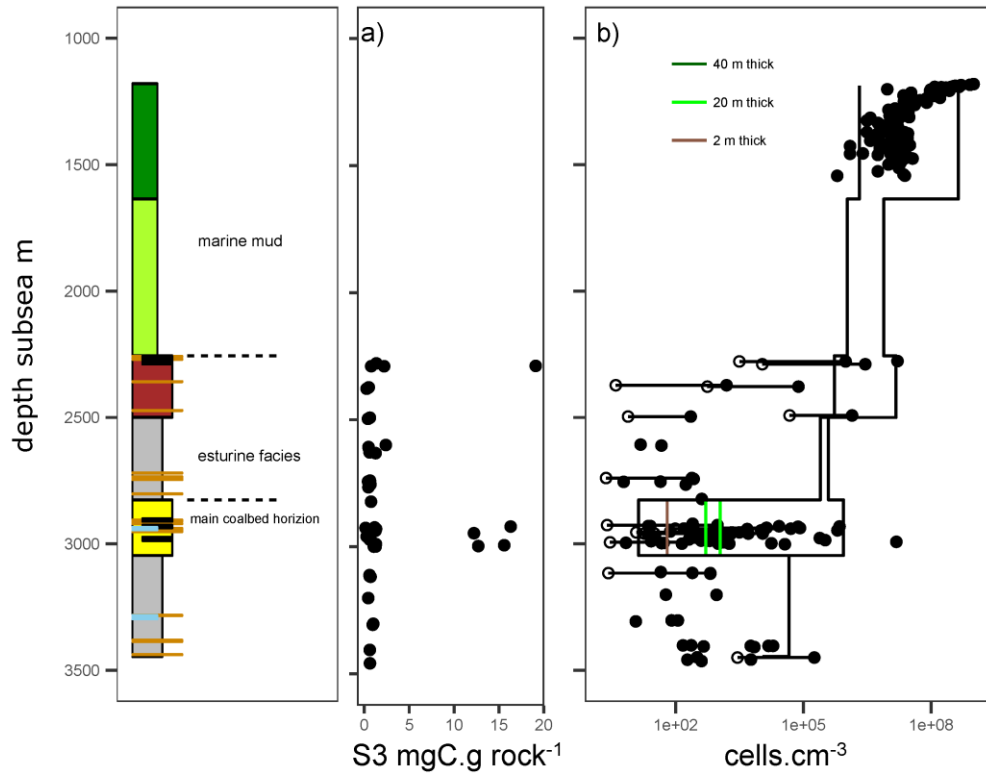 depth subsea m
1000
1500
2000
2500
3000
3500
marine mud
esturine facies
main coalbed horizion
a)
0
5
10
15
20
S3 mgC.g rock⁻¹
b)
40 m thick
20 m thick
2 m thick
1e+02
1e+05
1e+08
cells.cm⁻³